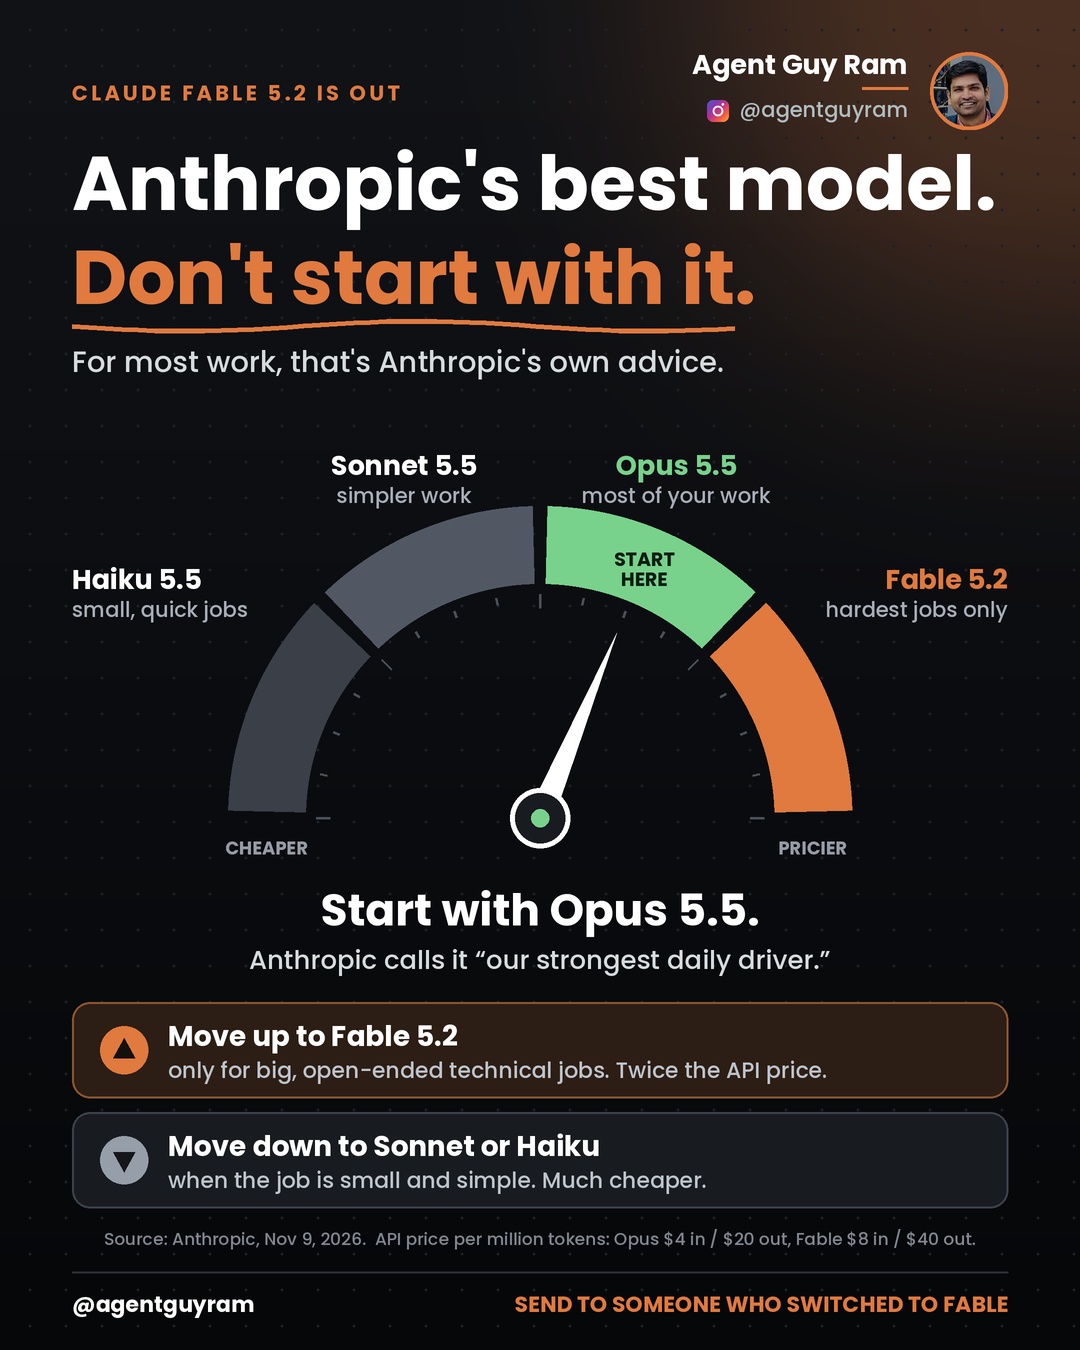 CLAUDE FABLE 5.2 IS OUT
Agent Guy Ram
@agentguyram
Anthropic's best model.
Don't start with it.
For most work, that's Anthropic's own advice.
Sonnet 5.5
simpler work
Opus 5.5
most of your work
START
HERE
Haiku 5.5
small, quick jobs
Fable 5.2
hardest jobs only
CHEAPER
PRICIER
Start with Opus 5.5.
Anthropic calls it “our strongest daily driver.”
Move up to Fable 5.2
only for big, open-ended technical jobs. Twice the API price.
Move down to Sonnet or Haiku
when the job is small and simple. Much cheaper.
Source: Anthropic, Nov 9, 2026. API price per million tokens: Opus $4 in / $20 out, Fable $8 in / $40 out.
@agentguyram
SEND TO SOMEONE WHO SWITCHED TO FABLE